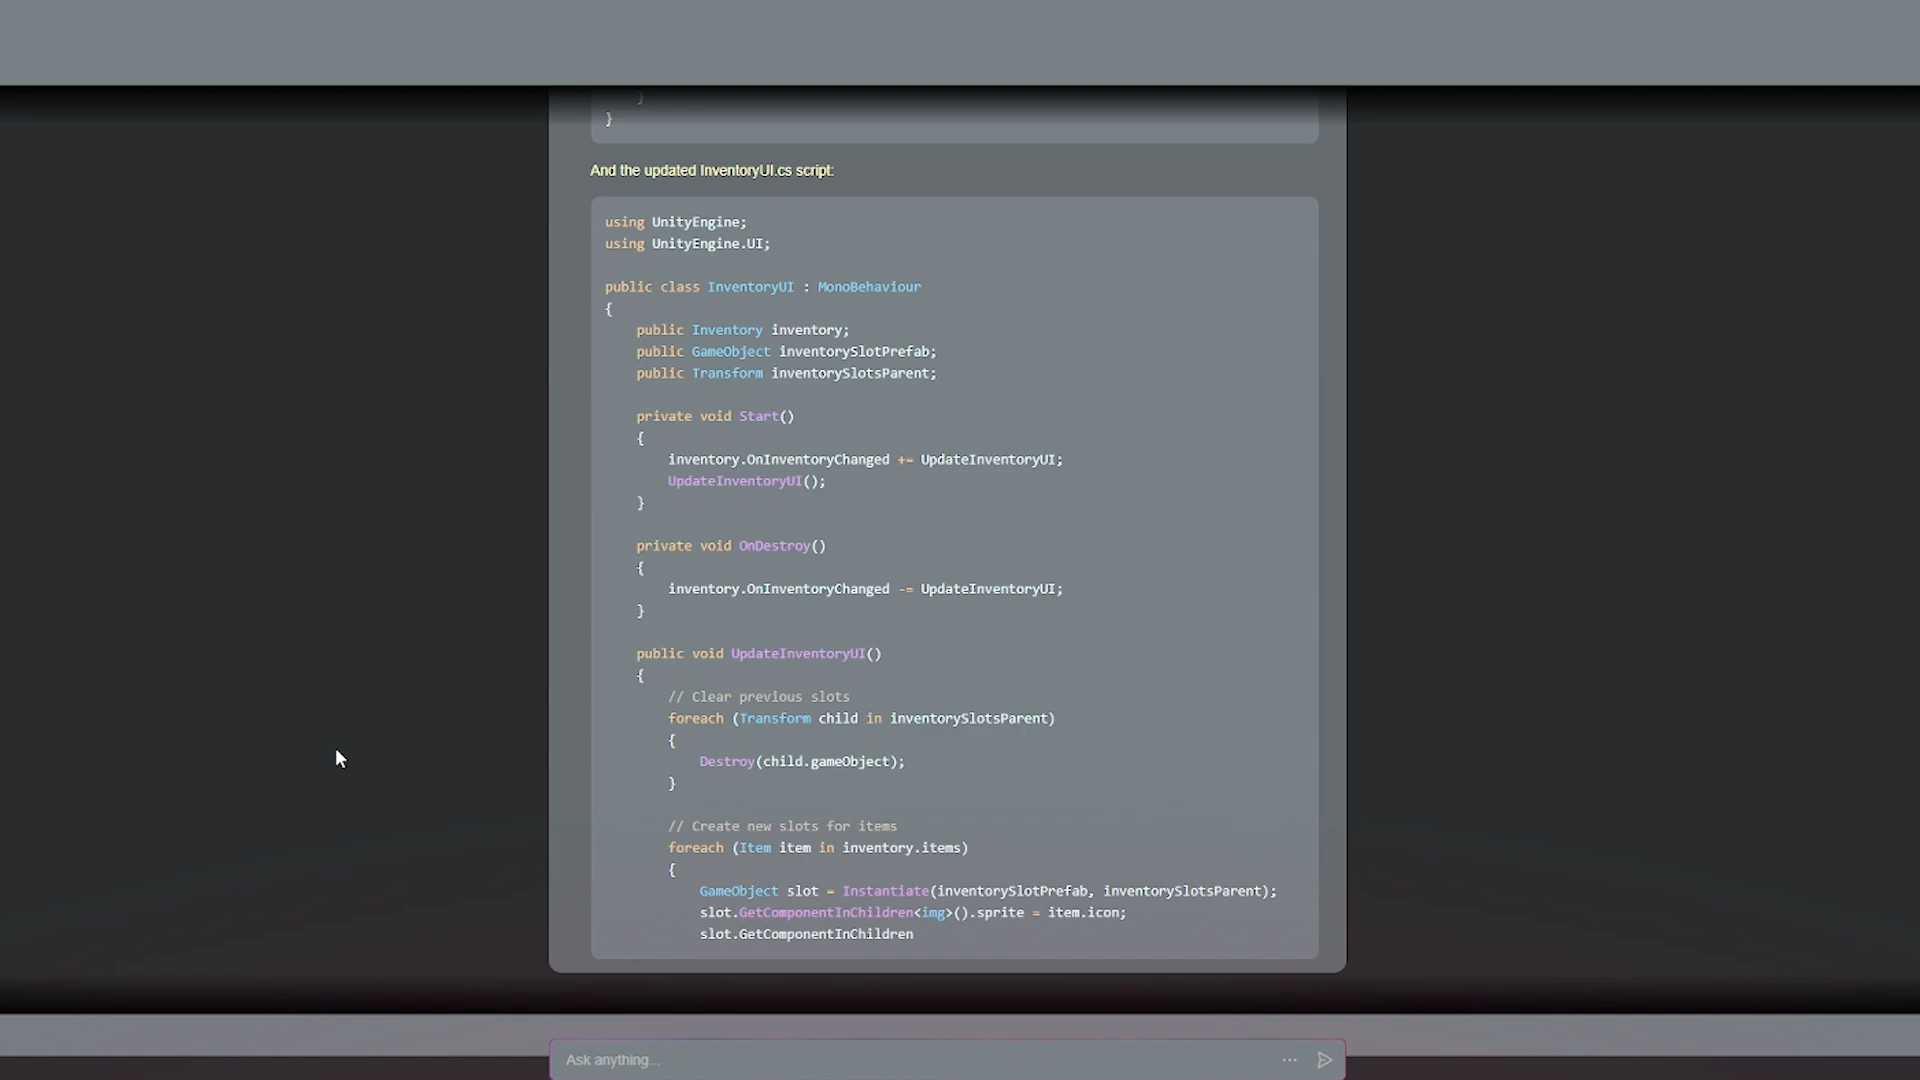 }
}
And the updated InventoryUI.cs script:
using UnityEngine;
using UnityEngine.UI;
public class InventoryUI : MonoBehaviour
{
public Inventory inventory;
public GameObject inventorySlotPrefab;
public Transform inventorySlotsParent;
private void Start()
{
inventory.OnInventoryChanged += UpdateInventoryUI;
UpdateInventoryUI();
}
private void OnDestroy()
{
inventory.OnInventoryChanged -= UpdateInventoryUI;
}
public void UpdateInventoryUI()
{
// Clear previous slots
foreach (Transform child in inventorySlotsParent)
{
Destroy(child.gameObject);
}
// Create new slots for items
foreach (Item item in inventory.items)
{
GameObject slot = Instantiate(inventorySlotPrefab, inventorySlotsParent);
slot.GetComponentInChildren<img>().sprite = item.icon;
slot.GetComponentInChildren
Ask anything...